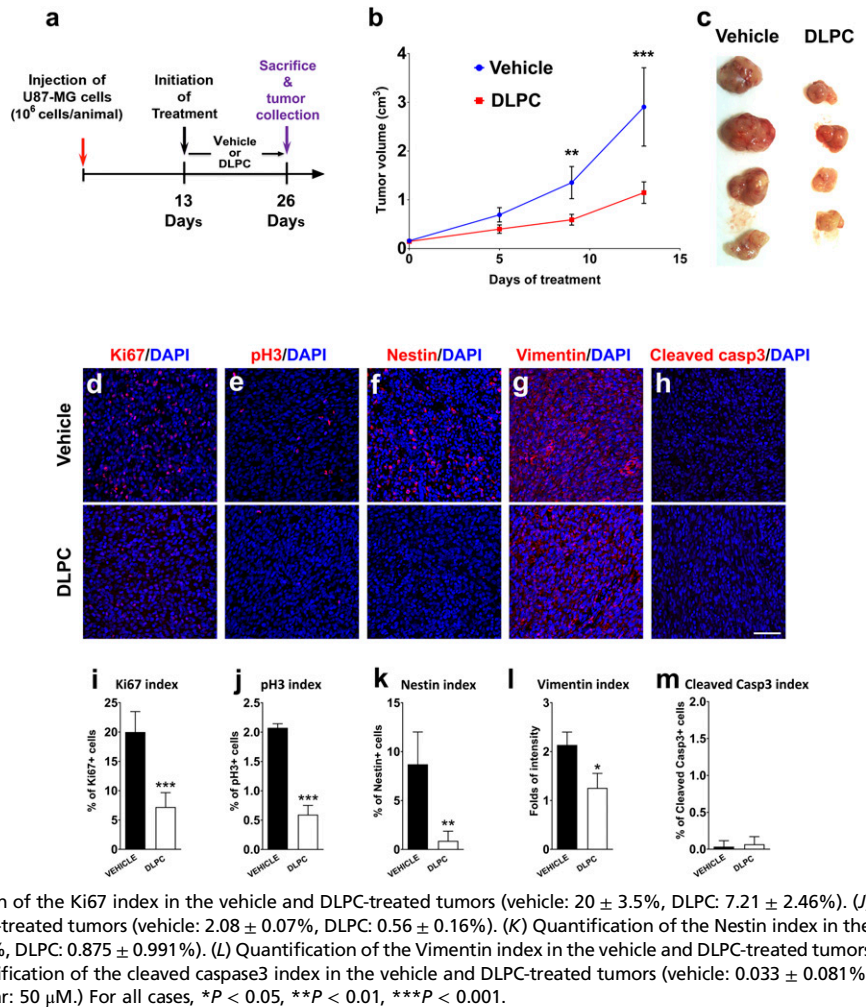 a
Injection of
U87-MG cells
(10⁶ cells/animal)
Initiation
of
Treatment
Sacrifice
&
tumor
collection
Vehicle
or
DLPC
13
Days
26
Days
b
Tumor volume (cm³)
4
3
2
1
0
Vehicle
DLPC
**
***
0 5 10 15
Days of treatment
c
Vehicle DLPC
Ki67/DAPI pH3/DAPI Nestin/DAPI Vimentin/DAPI Cleaved casp3/DAPI
d e f g h
Vehicle
DLPC
i Ki67 index
% of Ki67+ cells
25
20
15
10
5
0
***
VEHICLE DLPC
j pH3 index
% of pH3+ cells
2.5
2.0
1.5
1.0
0.5
0.0
***
VEHICLE DLPC
k Nestin index
% of Nestin+ cells
15
10
5
0
**
VEHICLE DLPC
l Vimentin index
Folds of intensity
3
2
1
0
*
VEHICLE DLPC
m Cleaved Casp3 index
% of Cleaved Casp3+ cells
2.0
1.5
1.0
0.5
0.0
VEHICLE DLPC
n of the Ki67 index in the vehicle and DLPC-treated tumors (vehicle: 20 ± 3.5%, DLPC: 7.21 ± 2.46%). (J
-treated tumors (vehicle: 2.08 ± 0.07%, DLPC: 0.56 ± 0.16%). (K) Quantification of the Nestin index in the
%, DLPC: 0.875 ± 0.991%). (L) Quantification of the Vimentin index in the vehicle and DLPC-treated tumors
ification of the cleaved caspase3 index in the vehicle and DLPC-treated tumors (vehicle: 0.033 ± 0.081%
ar: 50 μM.) For all cases, *P < 0.05, **P < 0.01, ***P < 0.001.